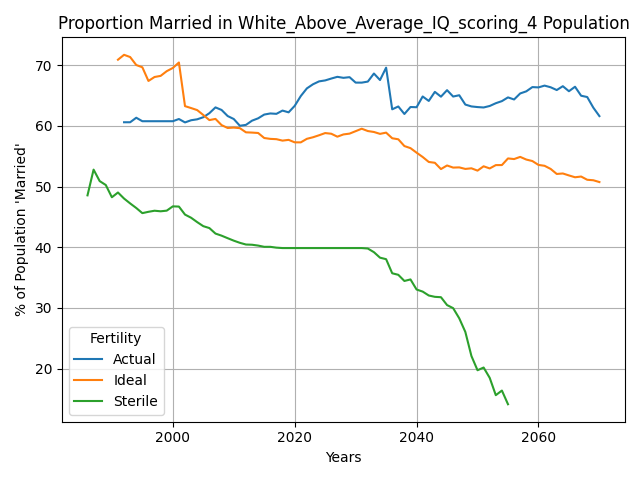 Proportion Married in White_Above_Average_IQ_scoring_4 Population
% of Population 'Married'
70
60
50
40
30
20
Fertility
Actual
Ideal
Sterile
2000
2020
2040
2060
Years